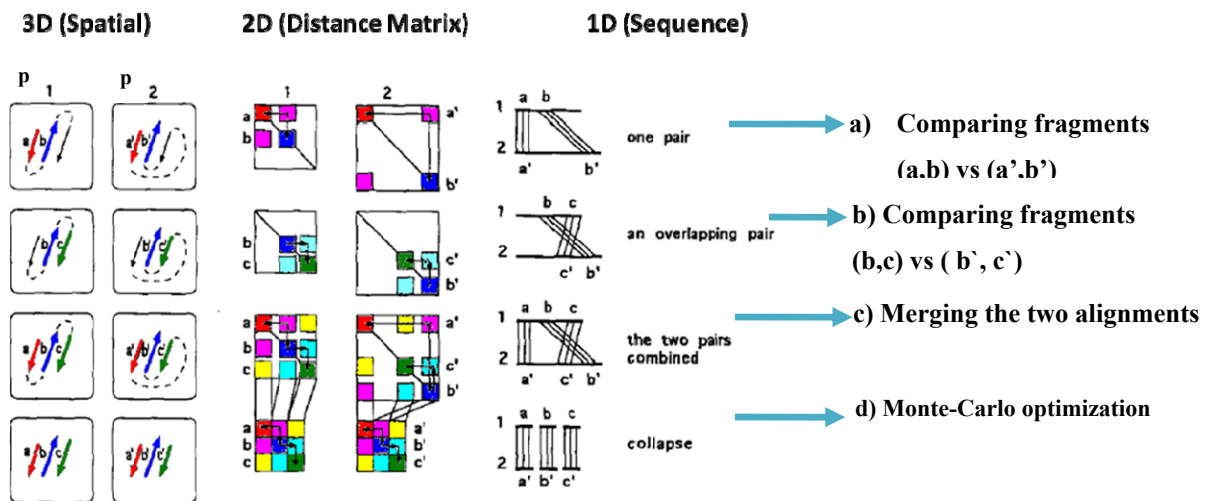 3D (Spatial) 2D (Distance Matrix) 1D (Sequence)
p p
1 2 1 2
a b a' b'
a
b
a'
b'
a b
1
2
a' b'
one pair
a) Comparing fragments
(a,b) vs (a’,b’)
b c b' c'
b
c
c'
b'
b c
1
2
c' b'
an overlapping pair
b) Comparing fragments
(b,c) vs ( b`, c`)
a b c a' b' c'
a
b
c
a'
c'
b'
a b c
1
2
a' c' b'
the two pairs
combined
c) Merging the two alignments
a b c a' b' c'
a
b
c
a'
b'
c'
a b c
1
2
a' b' c'
collapse
d) Monte-Carlo optimization